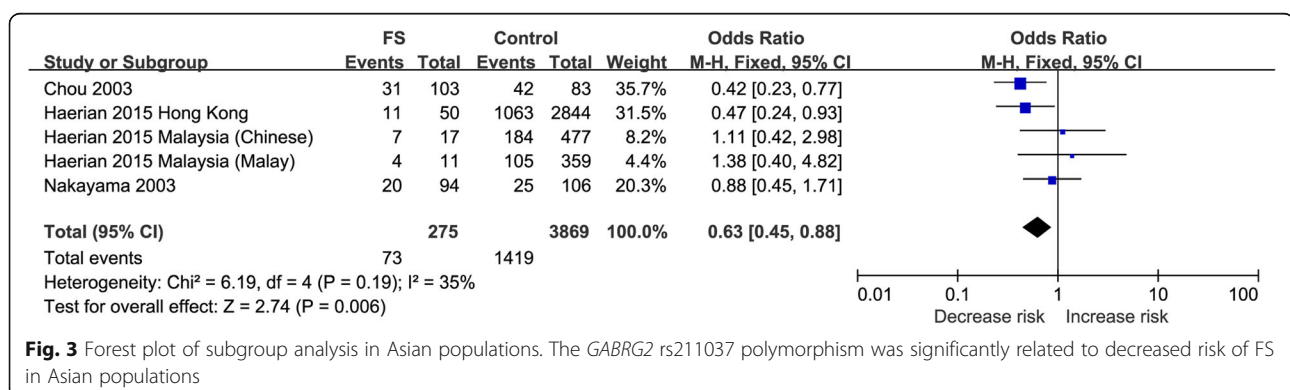 FS Control Odds Ratio Odds Ratio
Study or Subgroup Events Total Events Total Weight M-H, Fixed, 95% CI M-H, Fixed, 95% CI
Chou 2003 31 103 42 83 35.7% 0.42 [0.23, 0.77]
Haerian 2015 Hong Kong 11 50 1063 2844 31.5% 0.47 [0.24, 0.93]
Haerian 2015 Malaysia (Chinese) 7 17 184 477 8.2% 1.11 [0.42, 2.98]
Haerian 2015 Malaysia (Malay) 4 11 105 359 4.4% 1.38 [0.40, 4.82]
Nakayama 2003 20 94 25 106 20.3% 0.88 [0.45, 1.71]
Total (95% CI) 275 3869 100.0% 0.63 [0.45, 0.88]
Total events 73 1419
Heterogeneity: Chi² = 6.19, df = 4 (P = 0.19); I² = 35%
Test for overall effect: Z = 2.74 (P = 0.006)
0.01 0.1 1 10 100
Decrease risk Increase risk
Fig. 3 Forest plot of subgroup analysis in Asian populations. The GABRG2 rs211037 polymorphism was significantly related to decreased risk of FS
in Asian populations